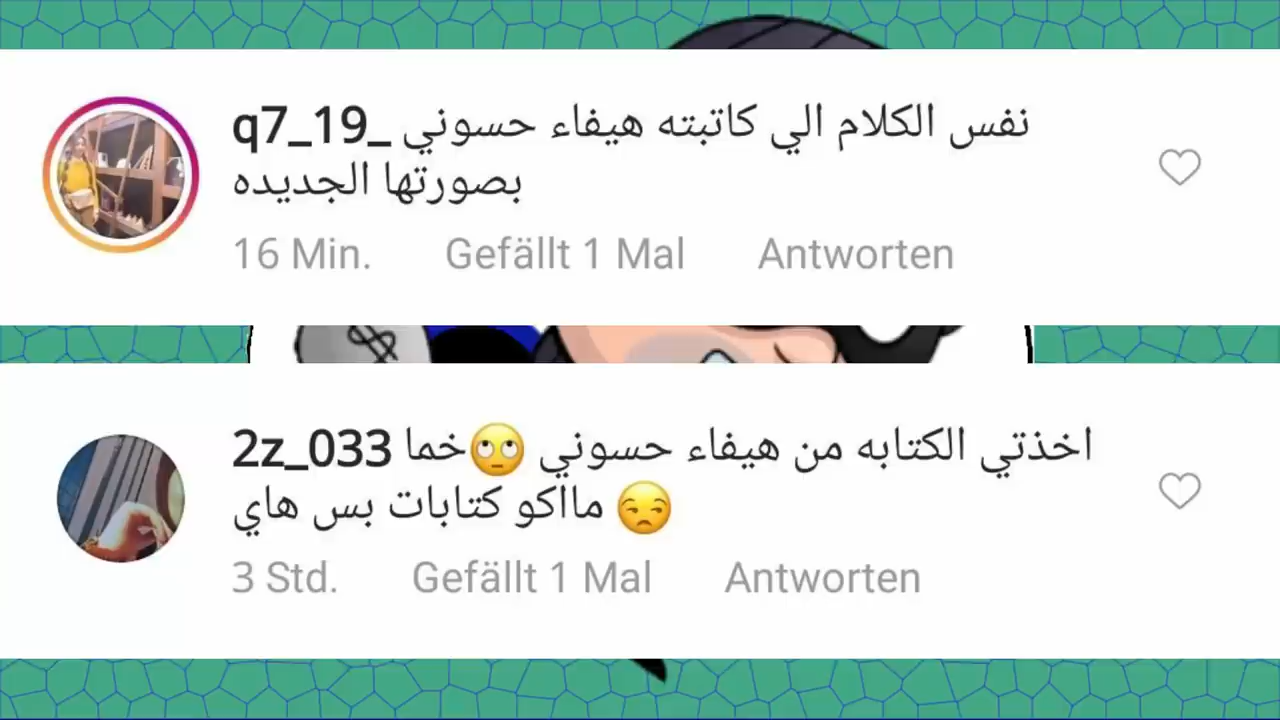 q7_19_ نفس الكلام الي كاتبته هيفاء حسوني
بصورتها الجديده
16 Min. Gefällt 1 Mal Antworten
2z_033 اخذتي الكتابه من هيفاء حسوني 🙄خما
مااكو كتابات بس هاي 😒
3 Std. Gefällt 1 Mal Antworten